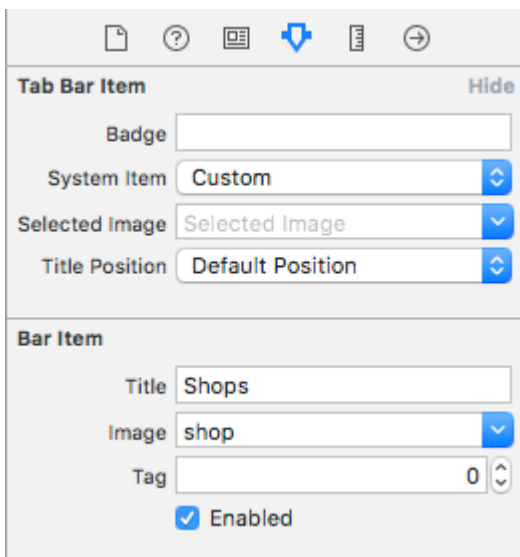 Tab Bar Item Hide
Badge
System Item Custom
Selected Image Selected Image
Title Position Default Position
Bar Item
Title Shops
Image shop
Tag 0
Enabled